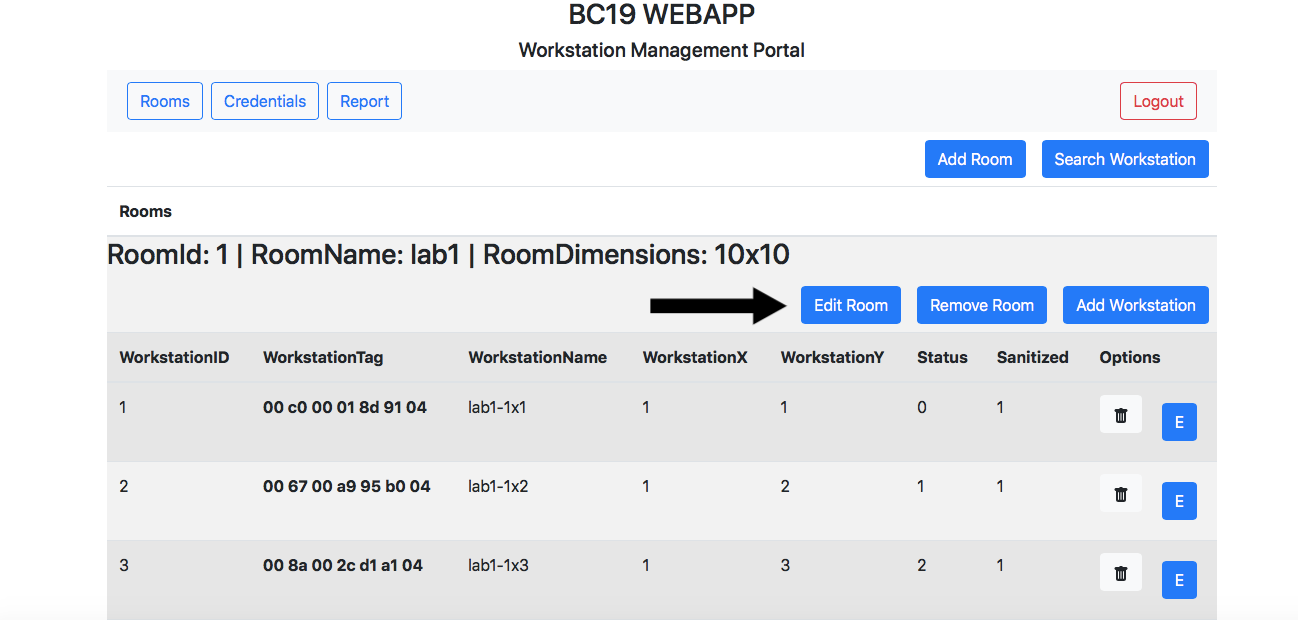 BC19 WEBAPP
Workstation Management Portal
Rooms Credentials Report Logout
Add Room Search Workstation
Rooms
RoomId: 1 | RoomName: lab1 | RoomDimensions: 10x10
Edit Room Remove Room Add Workstation
WorkstationID WorkstationTag WorkstationName WorkstationX WorkstationY Status Sanitized Options
1 00 c0 00 01 8d 91 04 lab1-1x1 1 1 0 1 E
2 00 67 00 a9 95 b0 04 lab1-1x2 1 2 1 1 E
3 00 8a 00 2c d1 a1 04 lab1-1x3 1 3 2 1 E